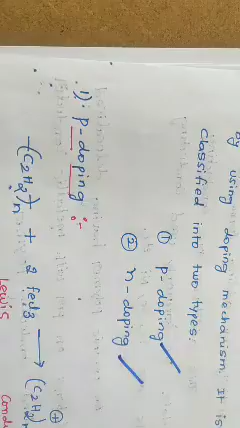 By using doping mechanism. It is
classified into two types:
① p-doping
② n-doping
1). p-doping :-
(C2H2)n + 2 fecl3 → (C2H2)n ⊕
Lewis